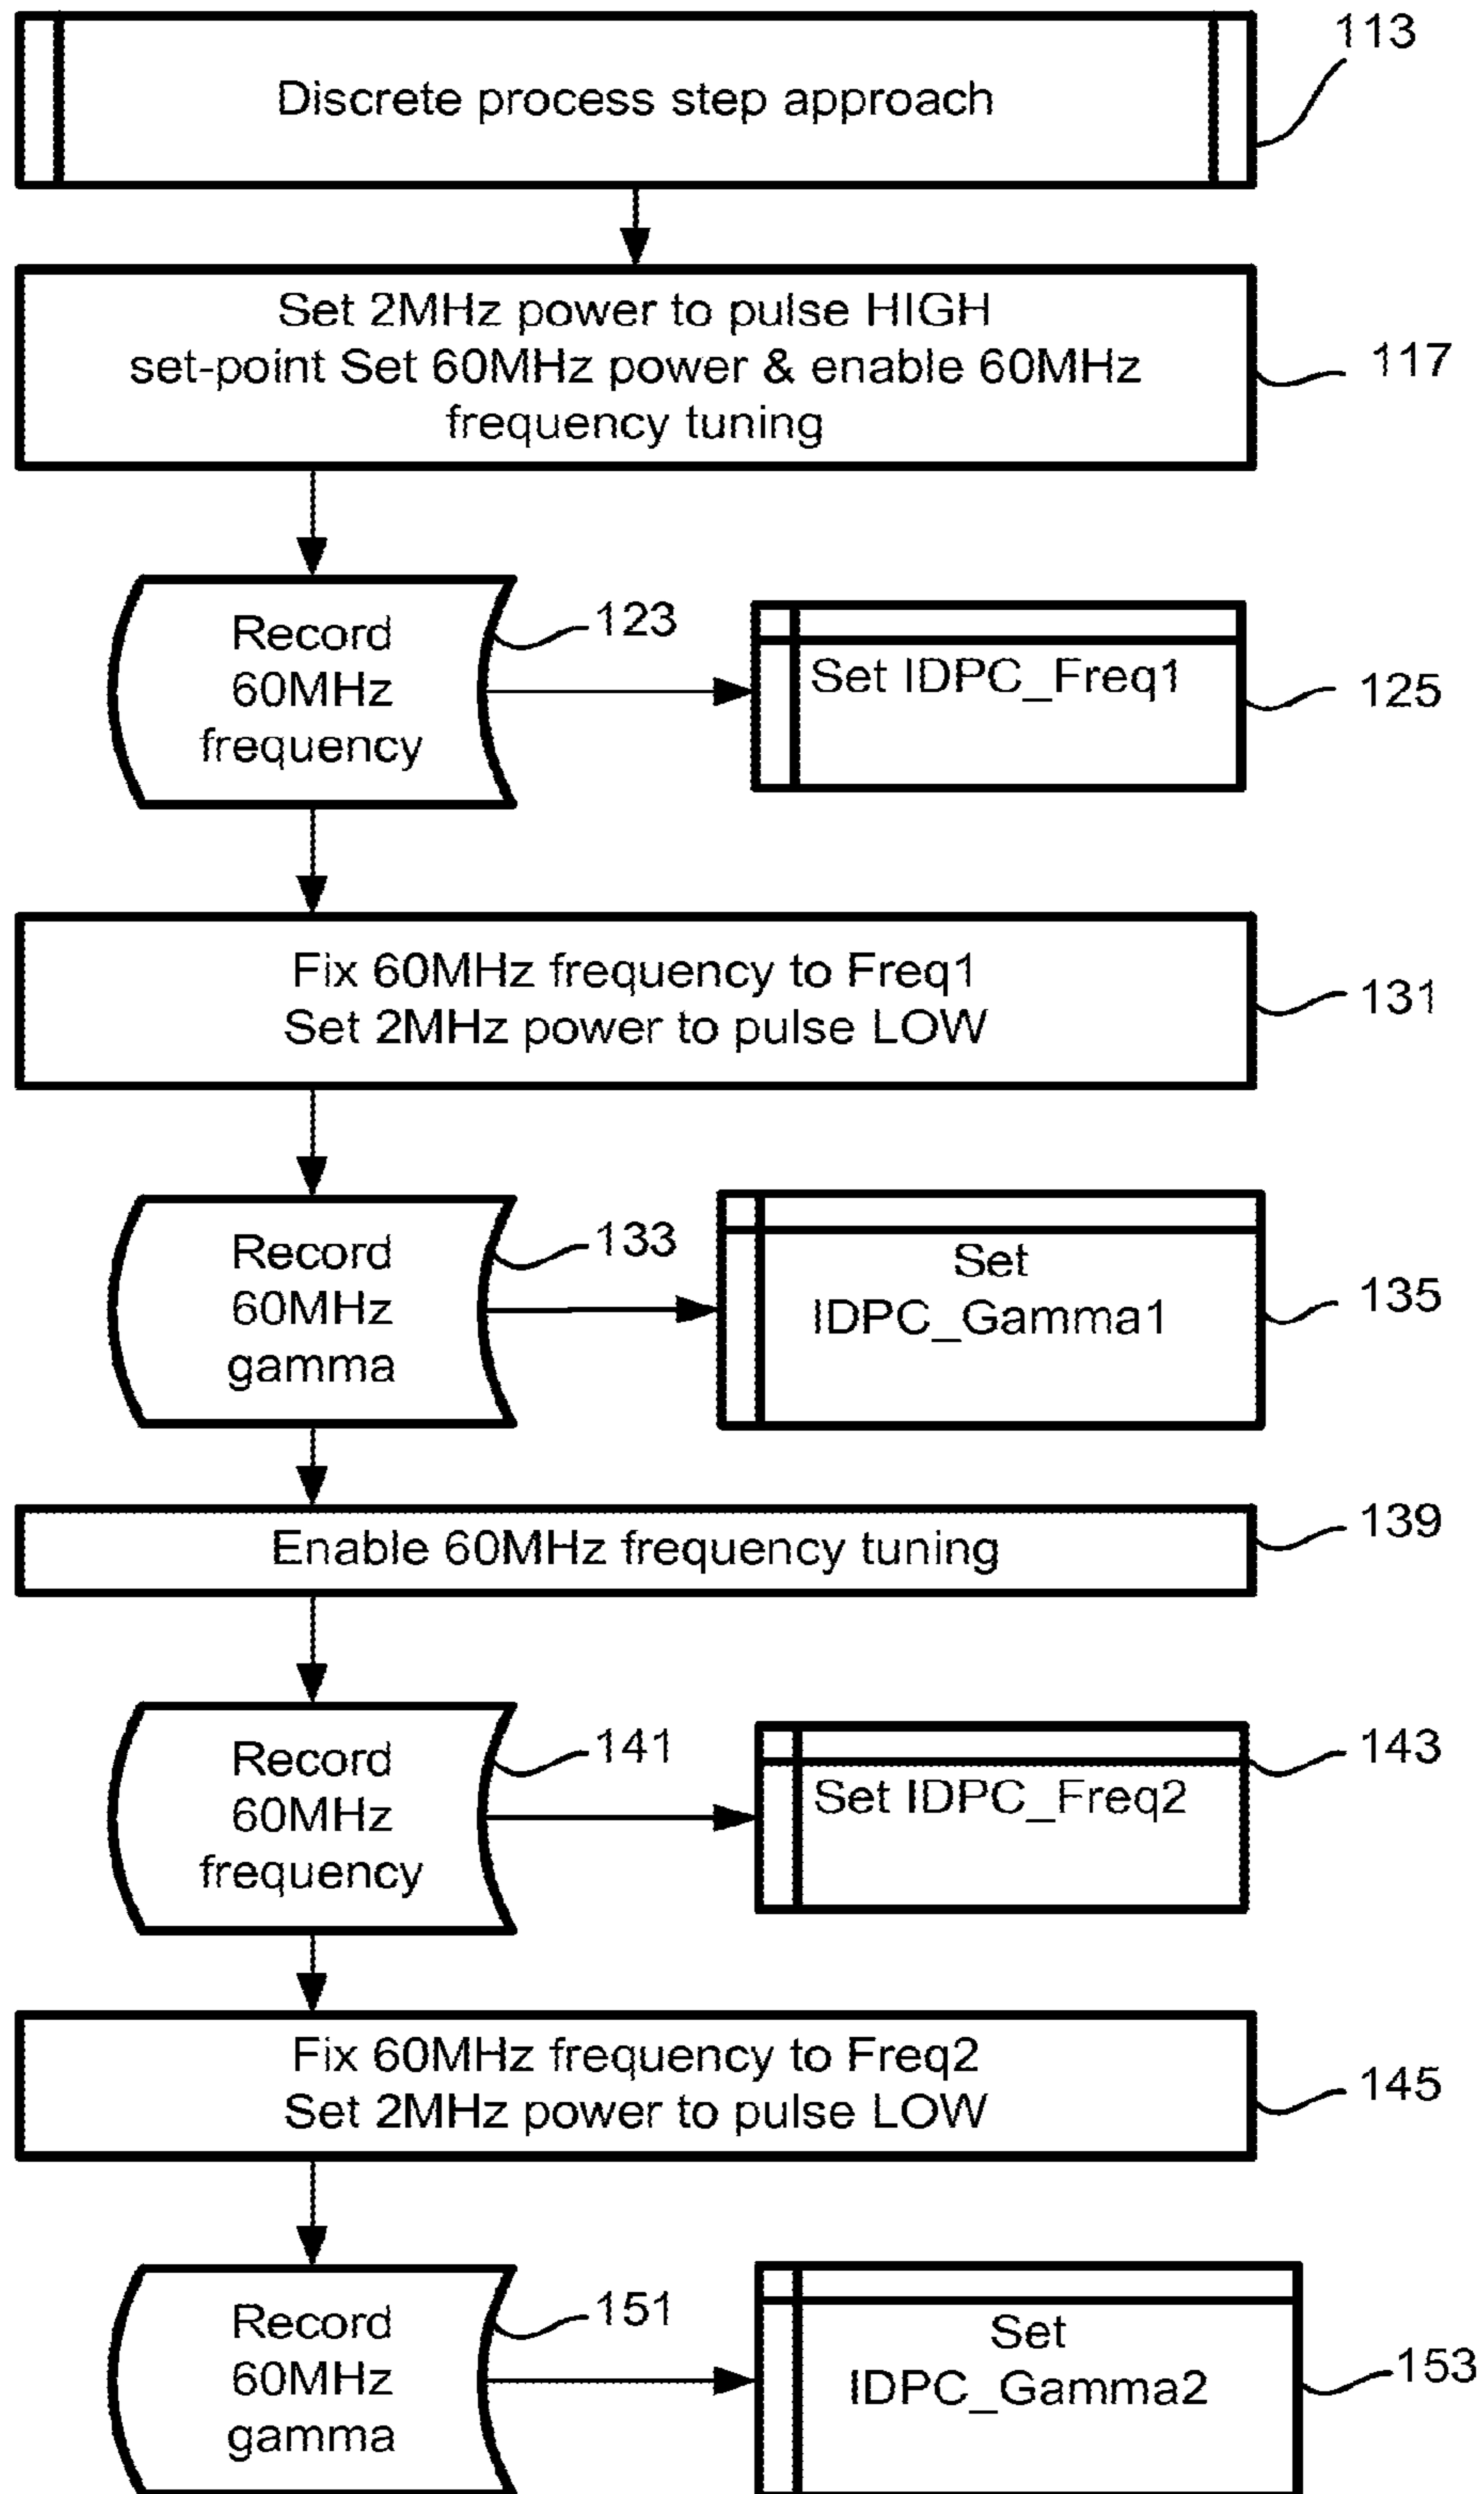 113
Discrete process step approach
Set 2MHz power to pulse HIGH
set-point Set 60MHz power & enable 60MHz
frequency tuning
117
Record
60MHz
frequency
123
Set IDPC_Freq1
125
Fix 60MHz frequency to Freq1
Set 2MHz power to pulse LOW
131
Record
60MHz
gamma
133
Set
IDPC_Gamma1
135
Enable 60MHz frequency tuning
139
Record
60MHz
frequency
141
Set IDPC_Freq2
143
Fix 60MHz frequency to Freq2
Set 2MHz power to pulse LOW
145
Record
60MHz
gamma
151
Set
IDPC_Gamma2
153